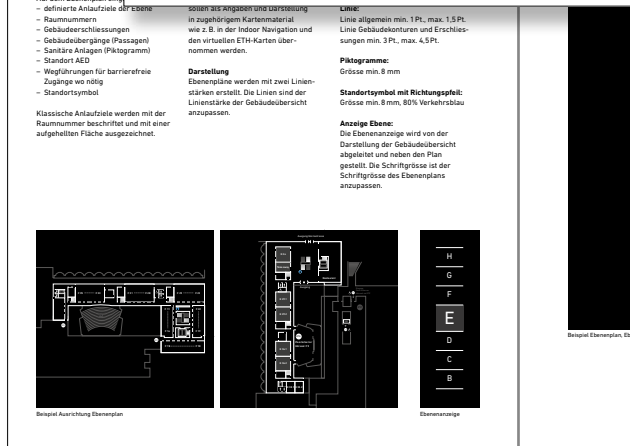 – definierte Anlaufziele der Ebene
– Raumnummern
– Gebäudeerschliessungen
– Gebäudeübergänge (Passagen)
– Sanitäre Anlagen (Piktogramm)
– Standort AED
– Wegführungen für barrierefreie
Zugänge wo nötig
– Standortsymbol
Klassische Anlaufziele werden mit der
Raumnummer beschriftet und mit einer
aufgehellten Fläche ausgezeichnet.
sollen als Angaben und Darstellung
in zugehörigem Kartenmaterial
wie z. B. in der Indoor Navigation und
den virtuellen ETH-Karten über-
nommen werden.
Darstellung
Ebenenpläne werden mit zwei Linien-
stärken erstellt. Die Linien sind der
Linienstärke der Gebäudeübersicht
anzupassen.
Linie:
Linie allgemein min. 1 Pt., max. 1,5 Pt.
Linie Gebäudekonturen und Erschlies-
sungen min. 3 Pt., max. 4,5 Pt.
Piktogramme:
Grösse min. 8 mm
Standortsymbol mit Richtungspfeil:
Grösse min. 8 mm, 80% Verkehrsblau
Anzeige Ebene:
Die Ebenenanzeige wird von der
Darstellung der Gebäudeübersicht
abgeleitet und neben den Plan
gestellt. Die Schriftgrösse ist der
Schriftgrösse des Ebenenplans
anzupassen.
H
G
F
E
D
C
B
Beispiel Ausrichtung Ebenenplan
Ebenenanzeige
Beispiel Ebenenplan, Eb